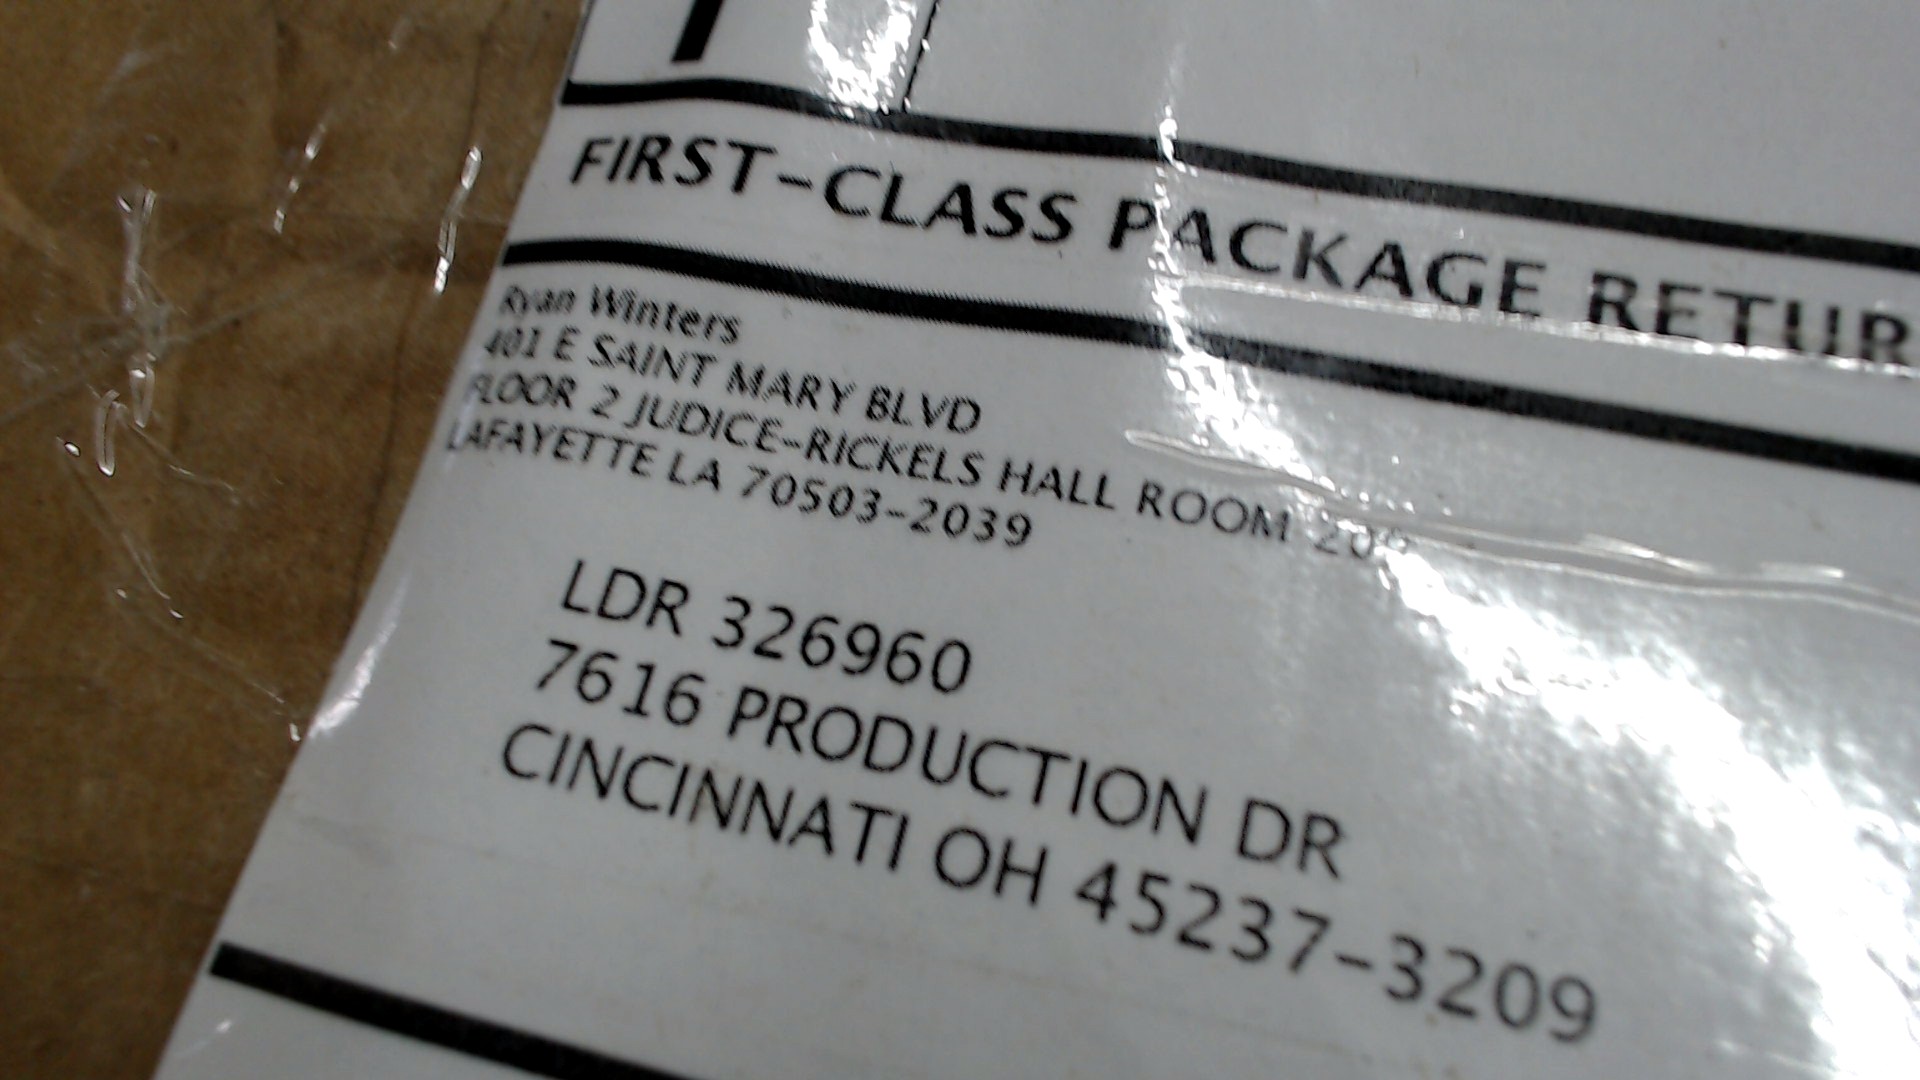 FIRST-CLASS PACKAGE RETUR
Ryan Winters
401 E SAINT MARY BLVD
FLOOR 2 JUDICE-RICKELS HALL ROOM
LAFAYETTE LA 70503-2039
LDR 326960
7616 PRODUCTION DR
CINCINNATI OH 45237-3209